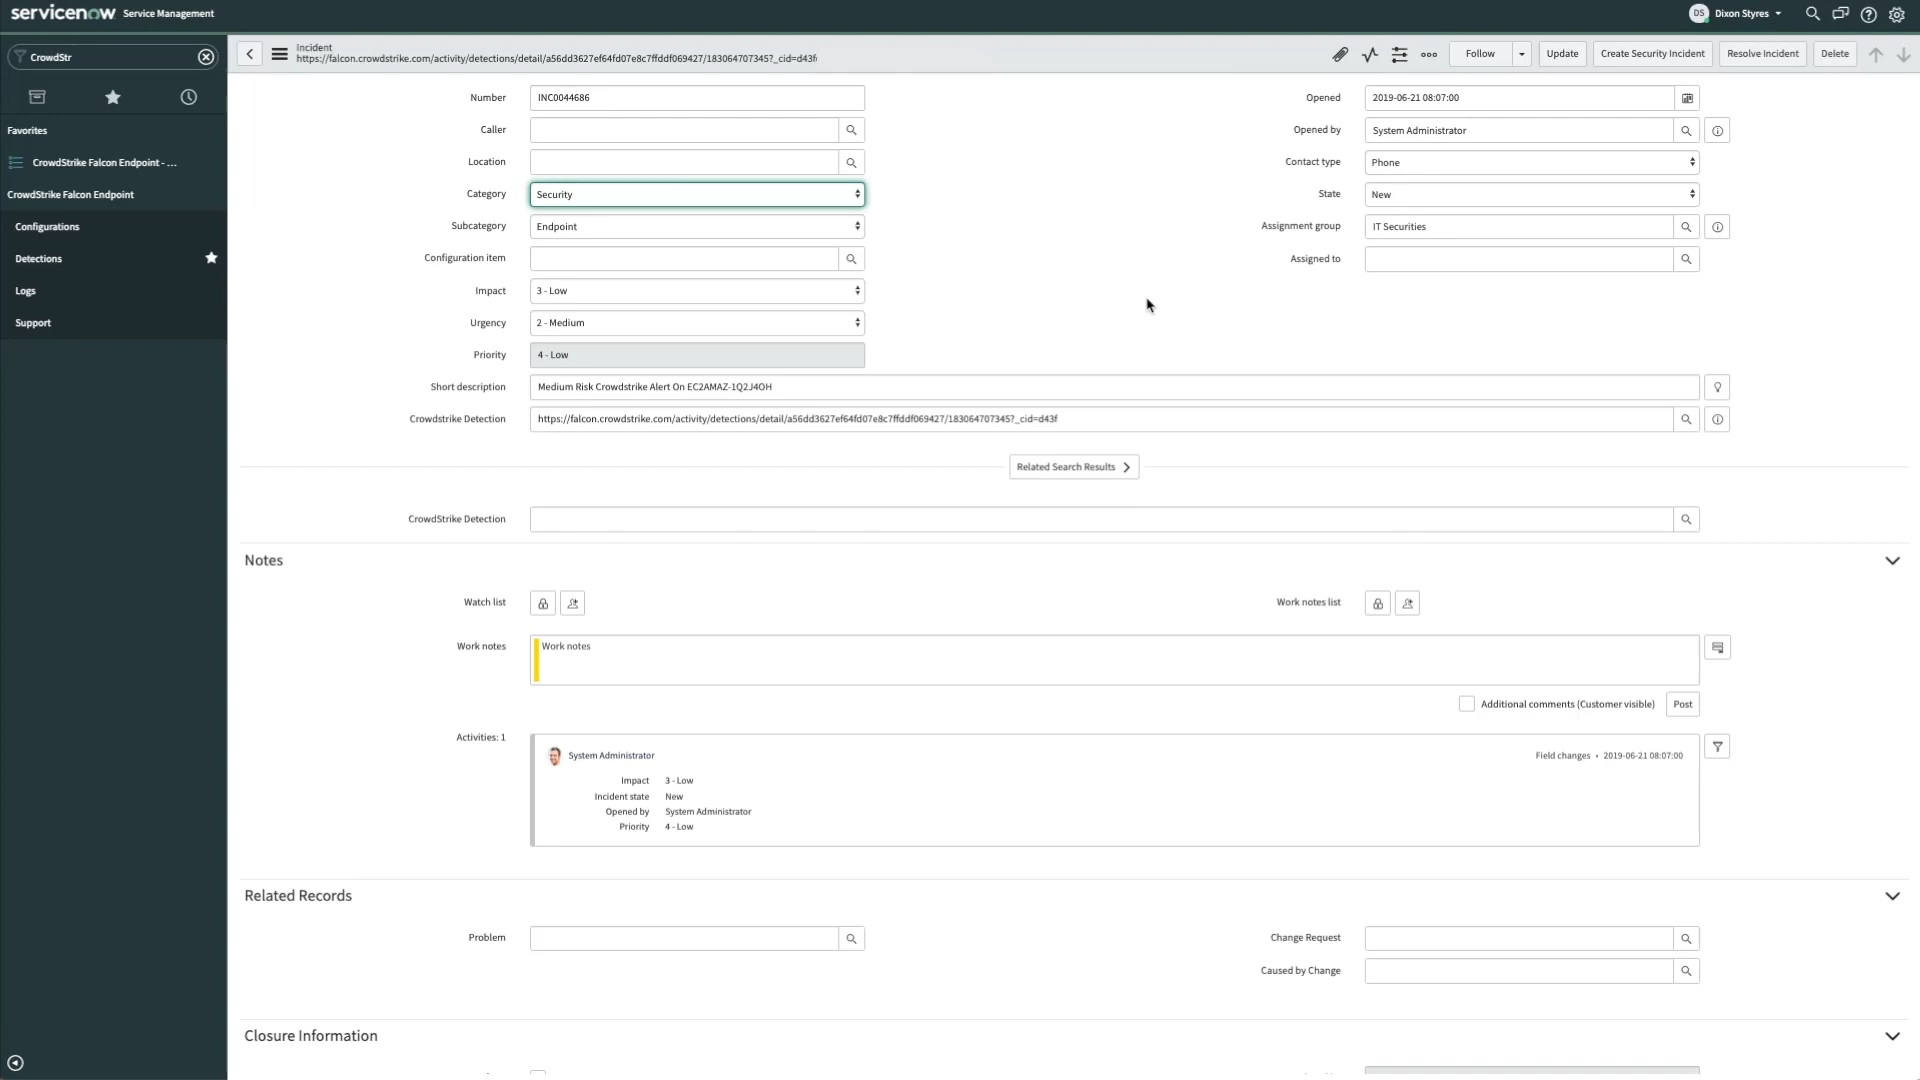 servicenow Service Management
DS Dixon Styres
CrowdStr
Favorites
CrowdStrike Falcon Endpoint - ...
CrowdStrike Falcon Endpoint
Configurations
Detections
Logs
Support
Incident
https://falcon.crowdstrike.com/activity/detections/detail/a56dd3627ef64fd07e8c7ffddf069427/183064707345?_cid=d43f
Follow
Update
Create Security Incident
Resolve Incident
Delete
Number INC0044686
Caller
Location
Category Security
Subcategory Endpoint
Configuration item
Impact 3 - Low
Urgency 2 - Medium
Priority 4 - Low
Opened 2019-06-21 08:07:00
Opened by System Administrator
Contact type Phone
State New
Assignment group IT Securities
Assigned to
Short description Medium Risk Crowdstrike Alert On EC2AMAZ-1Q2J4OH
Crowdstrike Detection https://falcon.crowdstrike.com/activity/detections/detail/a56dd3627ef64fd07e8c7ffddf069427/183064707345?_cid=d43f
Related Search Results
CrowdStrike Detection
Notes
Watch list
Work notes list
Work notes Work notes
Additional comments (Customer visible) Post
Activities: 1
System Administrator Field changes • 2019-06-21 08:07:00
Impact 3 - Low
Incident state New
Opened by System Administrator
Priority 4 - Low
Related Records
Problem
Change Request
Caused by Change
Closure Information